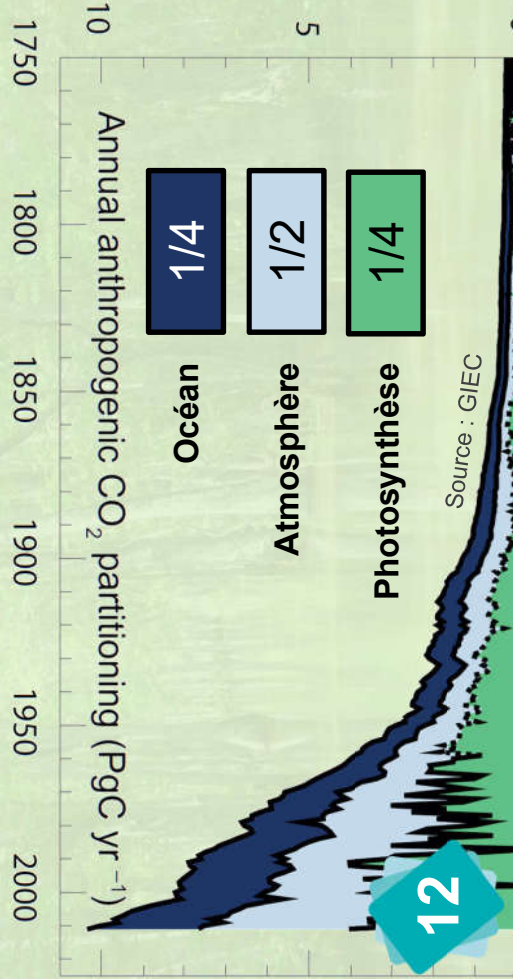 10
5
1750
1800
1850
1900
1950
2000
Annual anthropogenic CO₂ partitioning (PgC yr⁻¹)
1/4
Océan
1/2
Atmosphère
1/4
Photosynthèse
Source : GIEC
12